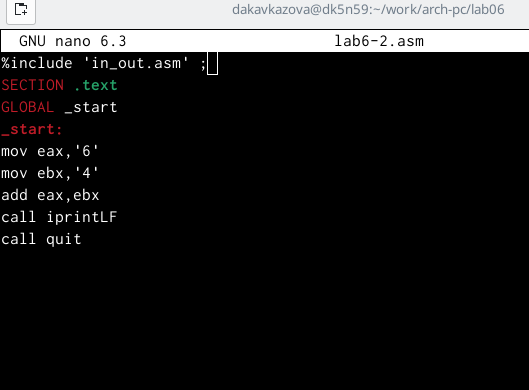 dakavkazova@dk5n59:~/work/arch-pc/lab06
GNU nano 6.3 lab6-2.asm
%include 'in_out.asm' ;
SECTION .text
GLOBAL _start
_start:
mov eax,'6'
mov ebx,'4'
add eax,ebx
call iprintLF
call quit